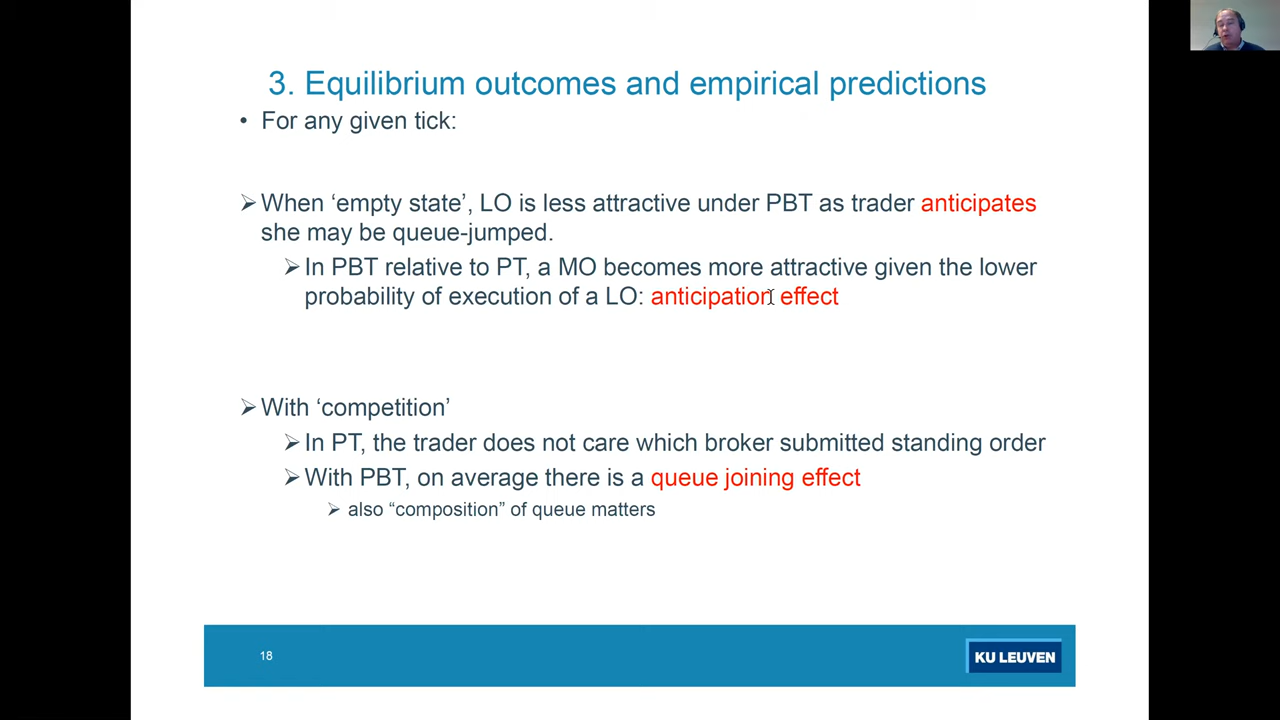 3. Equilibrium outcomes and empirical predictions
• For any given tick:
➢ When ‘empty state’, LO is less attractive under PBT as trader anticipates
she may be queue-jumped.
➢ In PBT relative to PT, a MO becomes more attractive given the lower
probability of execution of a LO: anticipation effect
➢ With ‘competition’
➢ In PT, the trader does not care which broker submitted standing order
➢ With PBT, on average there is a queue joining effect
➢ also “composition” of queue matters
18
KU LEUVEN